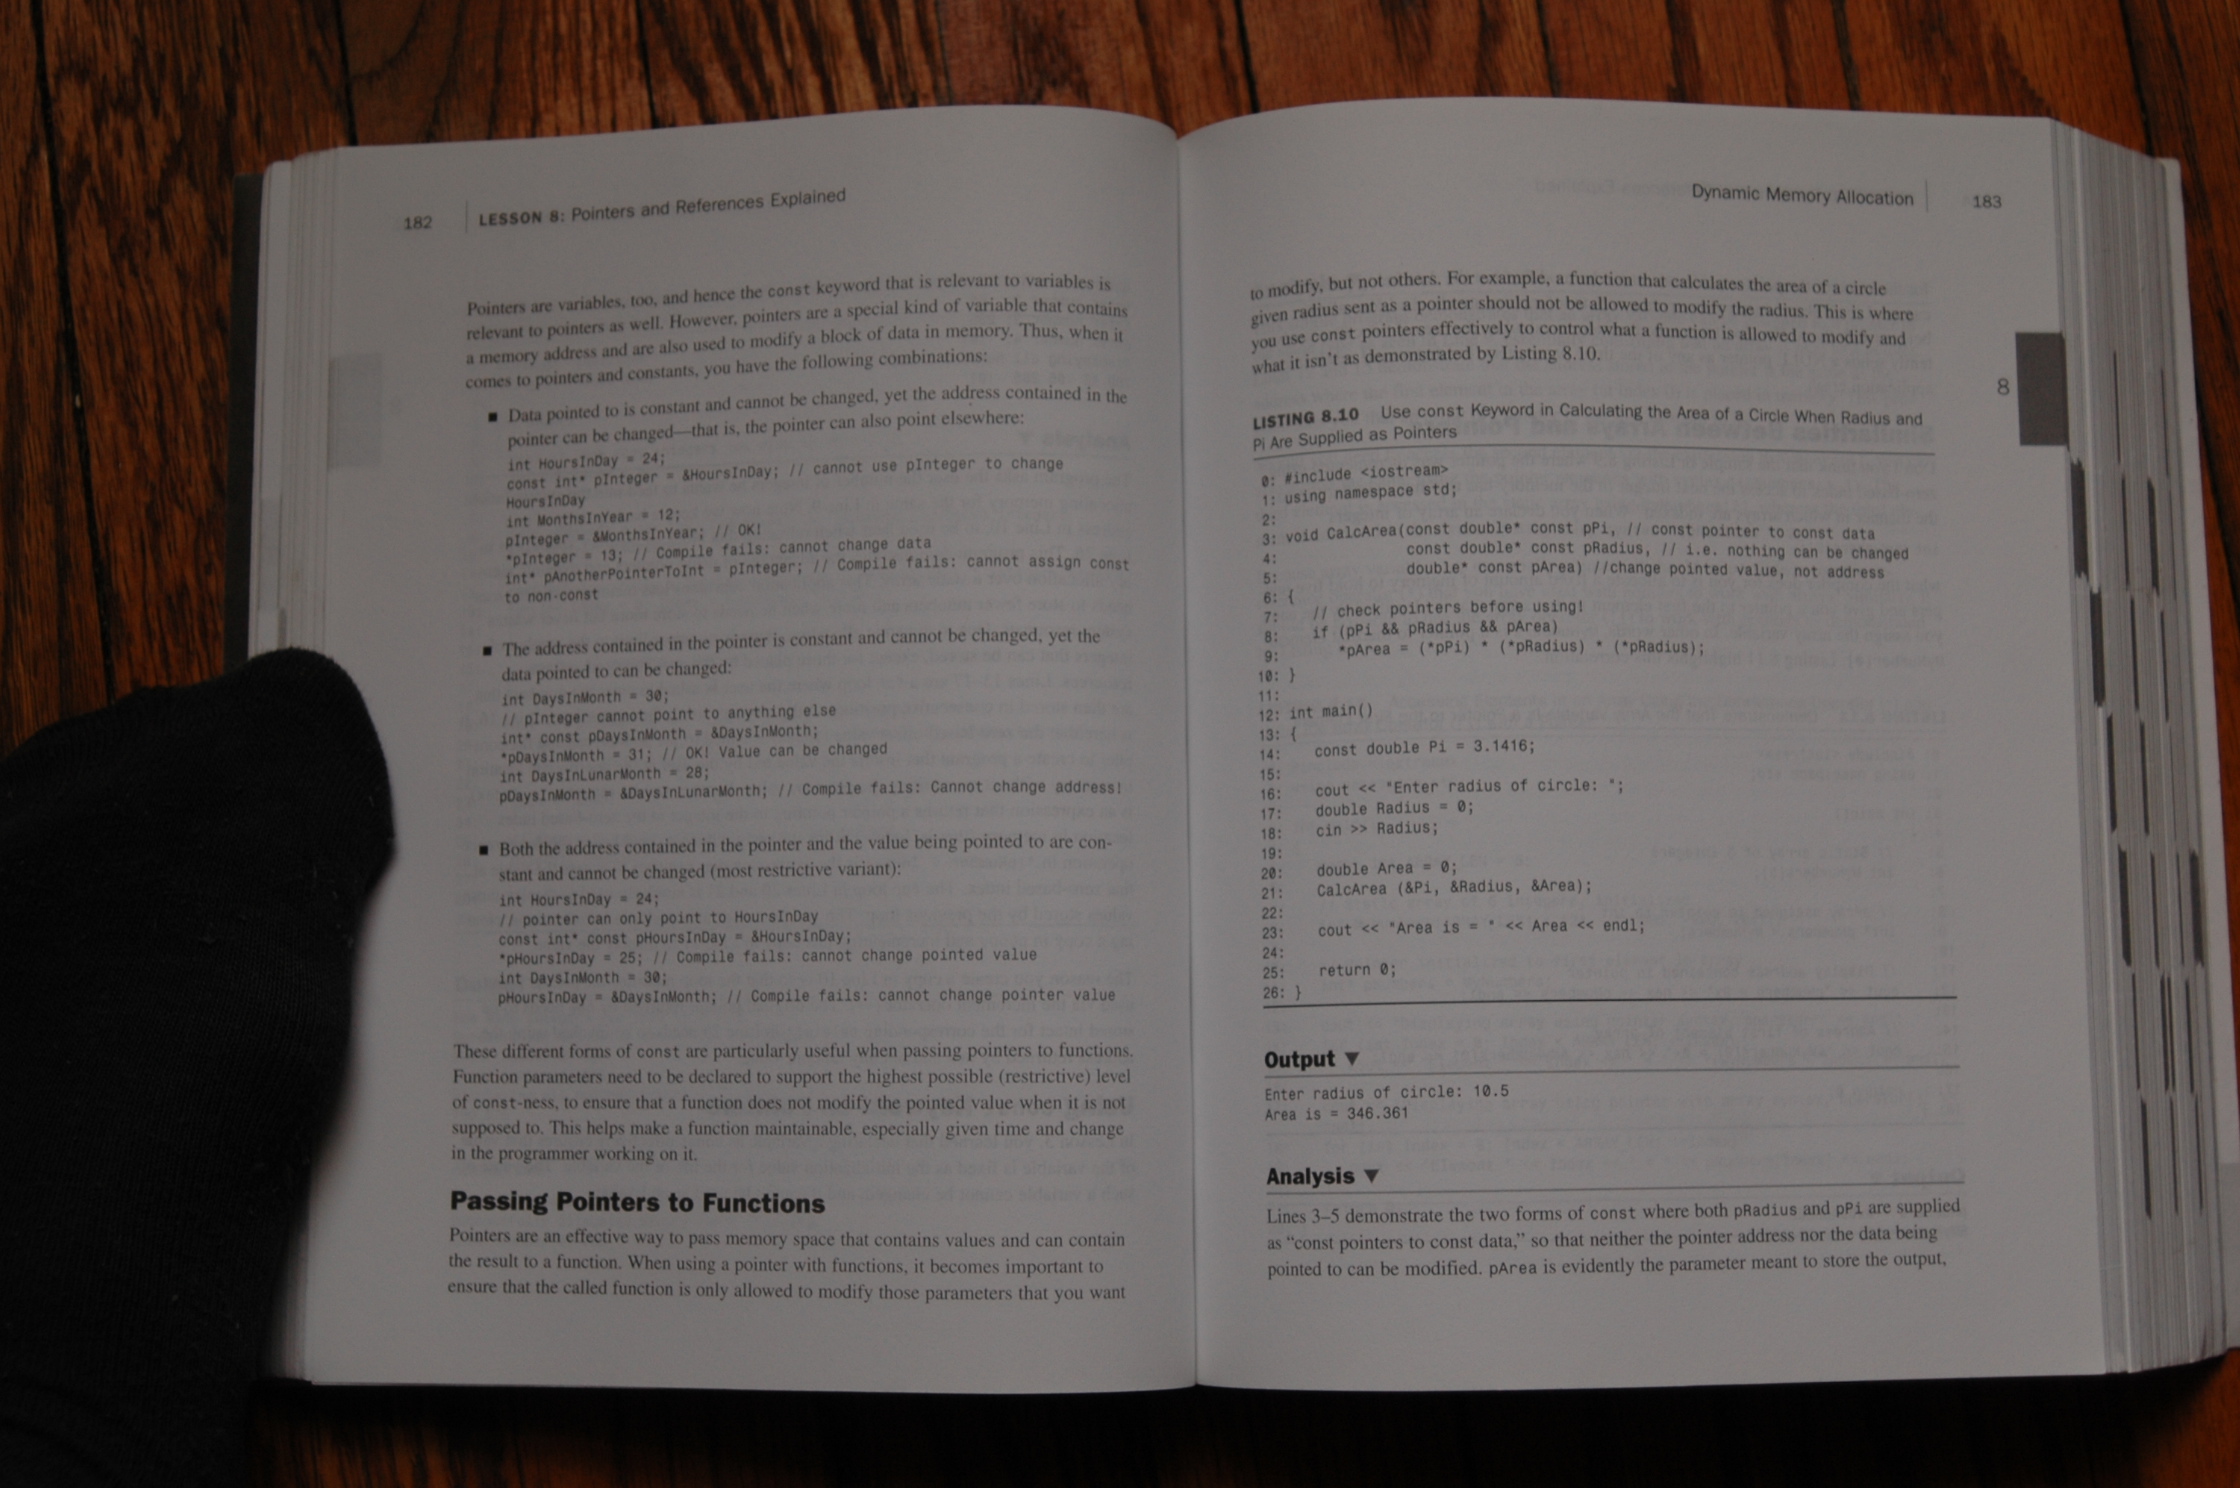 182 | LESSON 8: Pointers and References Explained
Pointers are variables, too, and hence the const keyword that is relevant to variables is
relevant to pointers as well. However, pointers are a special kind of variable that contains
a memory address and are also used to modify a block of data in memory. Thus, when it
comes to pointers and constants, you have the following combinations:
■ Data pointed to is constant and cannot be changed, yet the address contained in the
pointer can be changed—that is, the pointer can also point elsewhere:
int HoursInDay = 24;
const int* pInteger = &HoursInDay; // cannot use pInteger to change
HoursInDay
int MonthsInYear = 12;
pInteger = &MonthsInYear; // OK!
*pInteger = 13; // Compile fails: cannot change data
int* pAnotherPointerToInt = pInteger; // Compile fails: cannot assign const
to non-const
■ The address contained in the pointer is constant and cannot be changed, yet the
data pointed to can be changed:
int DaysInMonth = 30;
// pInteger cannot point to anything else
int* const pDaysInMonth = &DaysInMonth;
*pDaysInMonth = 31; // OK! Value can be changed
int DaysInLunarMonth = 28;
pDaysInMonth = &DaysInLunarMonth; // Compile fails: Cannot change address!
■ Both the address contained in the pointer and the value being pointed to are con-
stant and cannot be changed (most restrictive variant):
int HoursInDay = 24;
// pointer can only point to HoursInDay
const int* const pHoursInDay = &HoursInDay;
*pHoursInDay = 25; // Compile fails: cannot change pointed value
int DaysInMonth = 30;
pHoursInDay = &DaysInMonth; // Compile fails: cannot change pointer value
These different forms of const are particularly useful when passing pointers to functions.
Function parameters need to be declared to support the highest possible (restrictive) level
of const-ness, to ensure that a function does not modify the pointed value when it is not
supposed to. This helps make a function maintainable, especially given time and change
in the programmer working on it.
Passing Pointers to Functions
Pointers are an effective way to pass memory space that contains values and can contain
the result to a function. When using a pointer with functions, it becomes important to
ensure that the called function is only allowed to modify those parameters that you want
Dynamic Memory Allocation | 183
8
to modify, but not others. For example, a function that calculates the area of a circle
given radius sent as a pointer should not be allowed to modify the radius. This is where
you use const pointers effectively to control what a function is allowed to modify and
what it isn't as demonstrated by Listing 8.10.
LISTING 8.10 Use const Keyword in Calculating the Area of a Circle When Radius and
Pi Are Supplied as Pointers
0: #include <iostream>
1: using namespace std;
2:
3: void CalcArea(const double* const pPi, // const pointer to const data
4: const double* const pRadius, // i.e. nothing can be changed
5: double* const pArea) //change pointed value, not address
6: {
7: // check pointers before using!
8: if (pPi && pRadius && pArea)
9: *pArea = (*pPi) * (*pRadius) * (*pRadius);
10: }
11:
12: int main()
13: {
14: const double Pi = 3.1416;
15:
16: cout << "Enter radius of circle: ";
17: double Radius = 0;
18: cin >> Radius;
19:
20: double Area = 0;
21: CalcArea (&Pi, &Radius, &Area);
22:
23: cout << "Area is = " << Area << endl;
24:
25: return 0;
26: }
Output ▼
Enter radius of circle: 10.5
Area is = 346.361
Analysis ▼
Lines 3–5 demonstrate the two forms of const where both pRadius and pPi are supplied
as “const pointers to const data,” so that neither the pointer address nor the data being
pointed to can be modified. pArea is evidently the parameter meant to store the output,